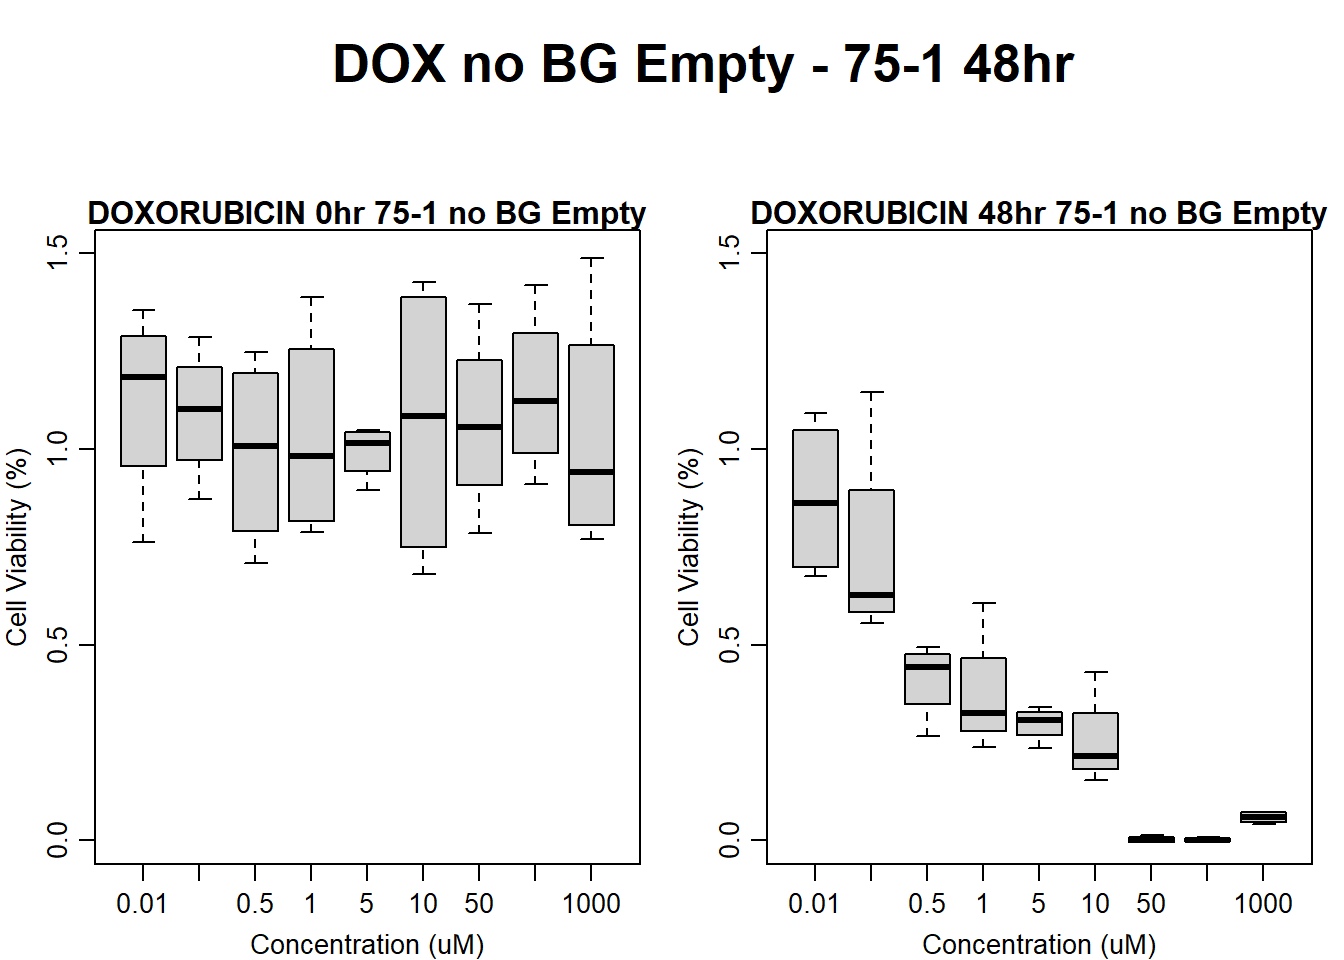 DOX no BG Empty - 75-1 48hr
DOXORUBICIN 0hr 75-1 no BG Empty
Cell Viability (%)
1.5
1.0
0.5
0.0
0.01 0.5 1 5 10 50 1000
Concentration (uM)
DOXORUBICIN 48hr 75-1 no BG Empty
Cell Viability (%)
1.5
1.0
0.5
0.0
0.01 0.5 1 5 10 50 1000
Concentration (uM)